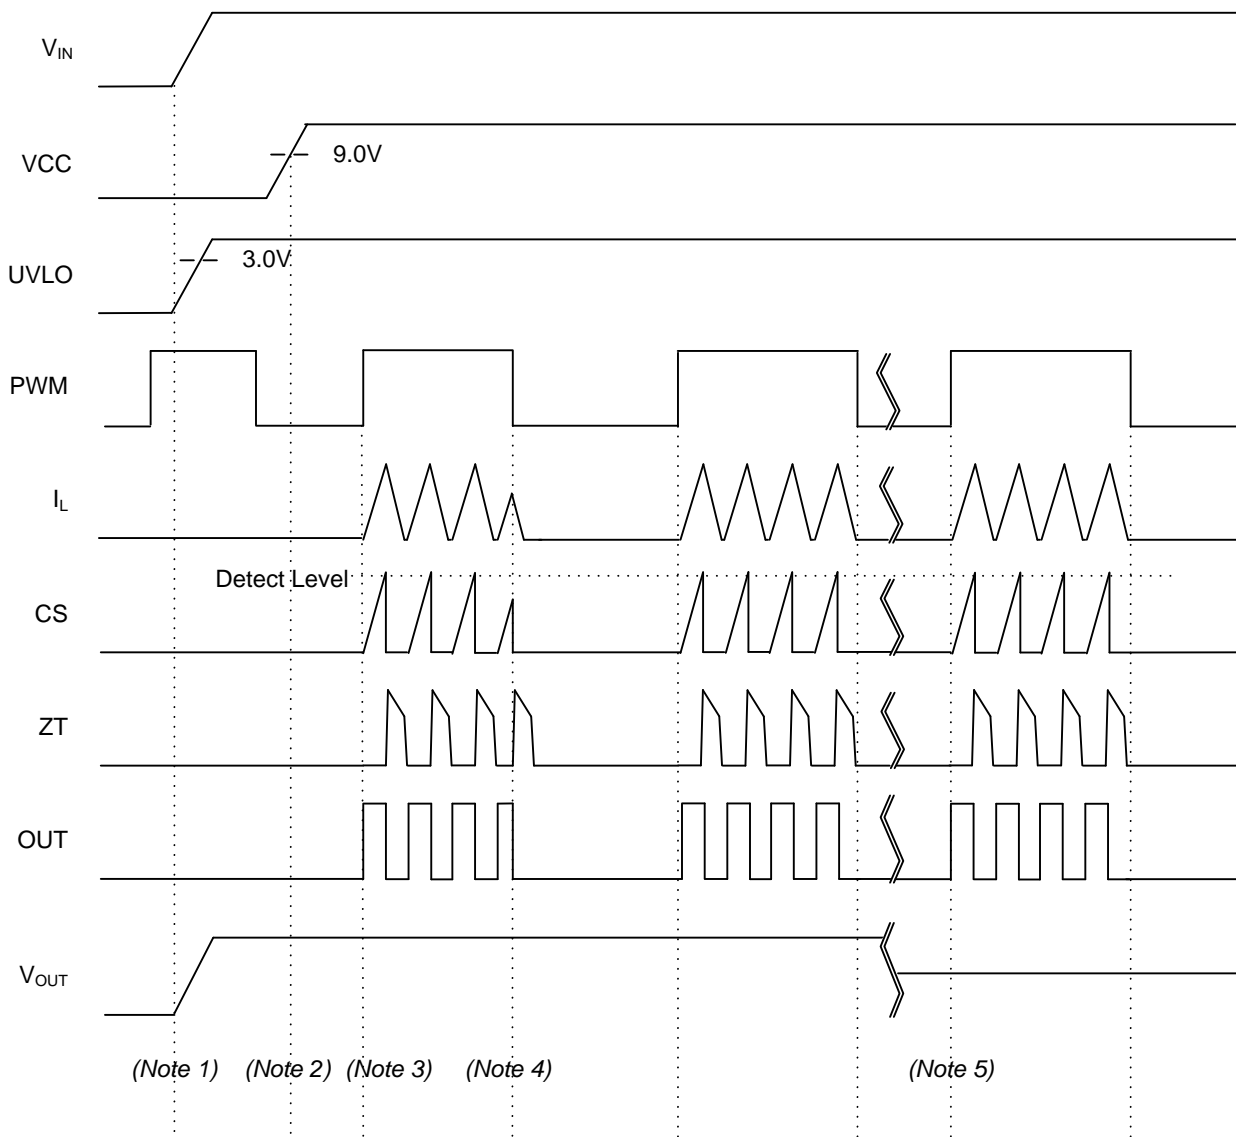 VIN
VCC
9.0V
UVLO
3.0V
PWM
IL
Detect Level
CS
ZT
OUT
VOUT
(Note 1) (Note 2) (Note 3) (Note 4) (Note 5)